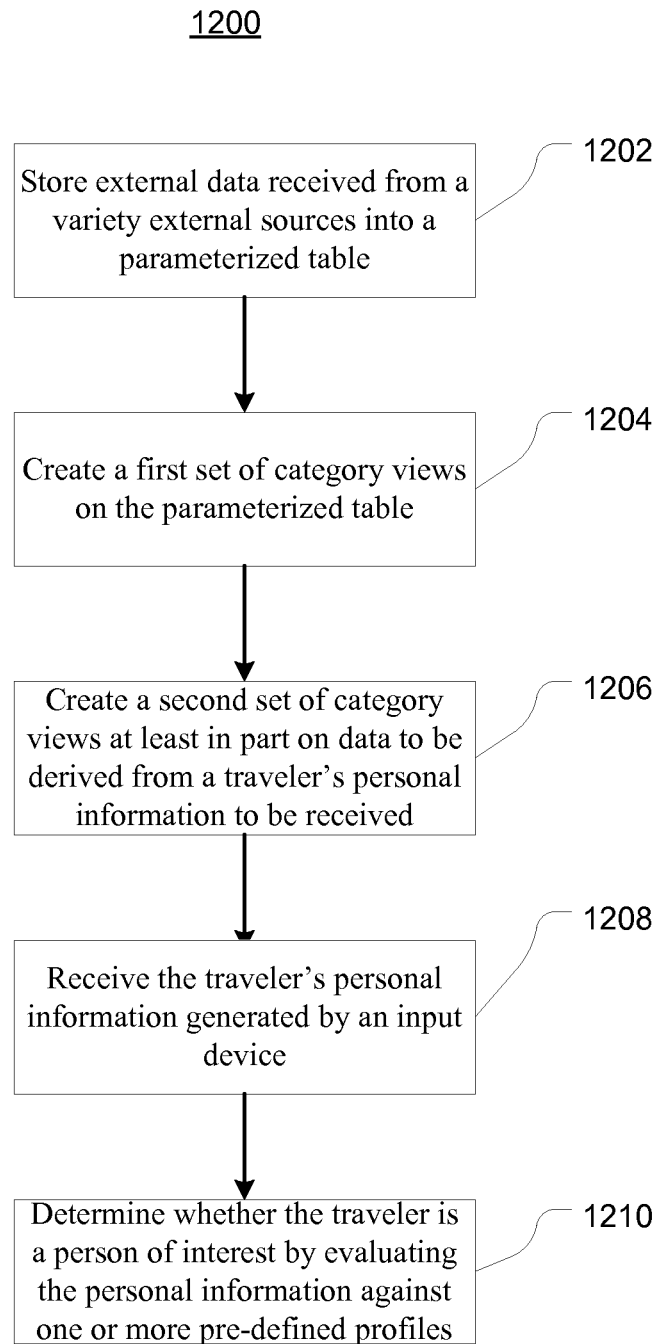 1200
1202
Store external data received from a
variety external sources into a
parameterized table
1204
Create a first set of category views
on the parameterized table
1206
Create a second set of category
views at least in part on data to be
derived from a traveler’s personal
information to be received
1208
Receive the traveler’s personal
information generated by an input
device
1210
Determine whether the traveler is
a person of interest by evaluating
the personal information against
one or more pre-defined profiles